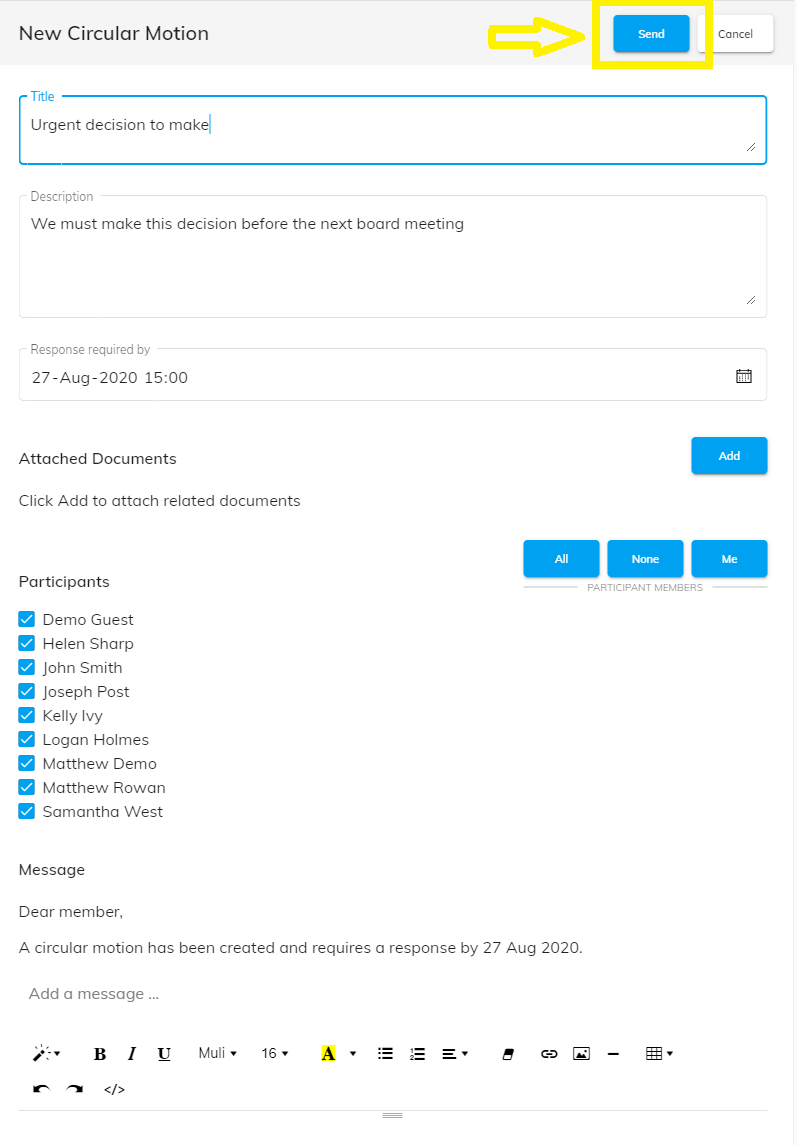 New Circular Motion
Send
Cancel
Title
Urgent decision to make
Description
We must make this decision before the next board meeting
Response required by
27-Aug-2020 15:00
Attached Documents
Add
Click Add to attach related documents
All
None
Me
Participants
PARTICIPANT MEMBERS
Demo Guest
Helen Sharp
John Smith
Joseph Post
Kelly Ivy
Logan Holmes
Matthew Demo
Matthew Rowan
Samantha West
Message
Dear member,
A circular motion has been created and requires a response by 27 Aug 2020.
Add a message ...
B I U Muli 16 A
</>